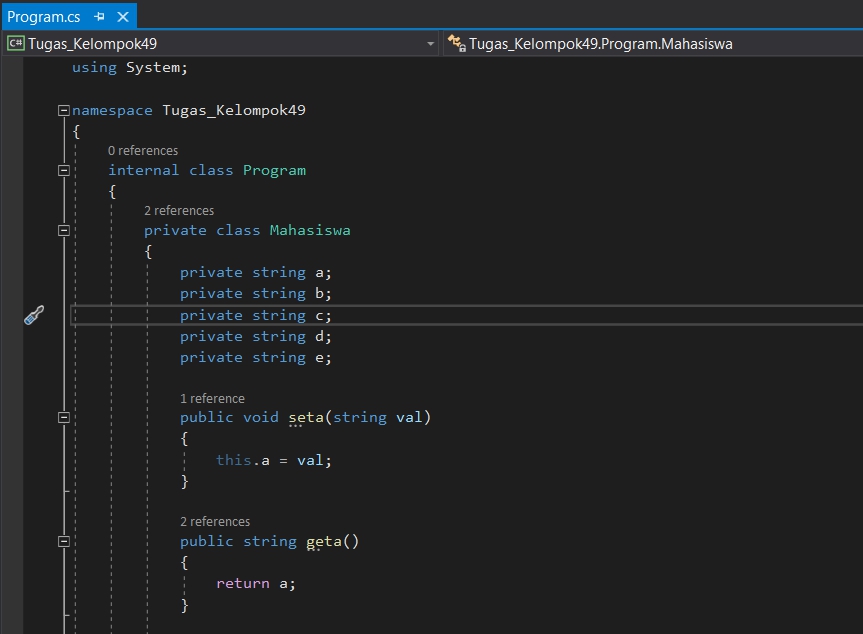 Program.cs
C# Tugas_Kelompok49 Tugas_Kelompok49.Program.Mahasiswa
using System;
namespace Tugas_Kelompok49
{
0 references
internal class Program
{
2 references
private class Mahasiswa
{
private string a;
private string b;
private string c;
private string d;
private string e;
1 reference
public void seta(string val)
{
this.a = val;
}
2 references
public string geta()
{
return a;
}